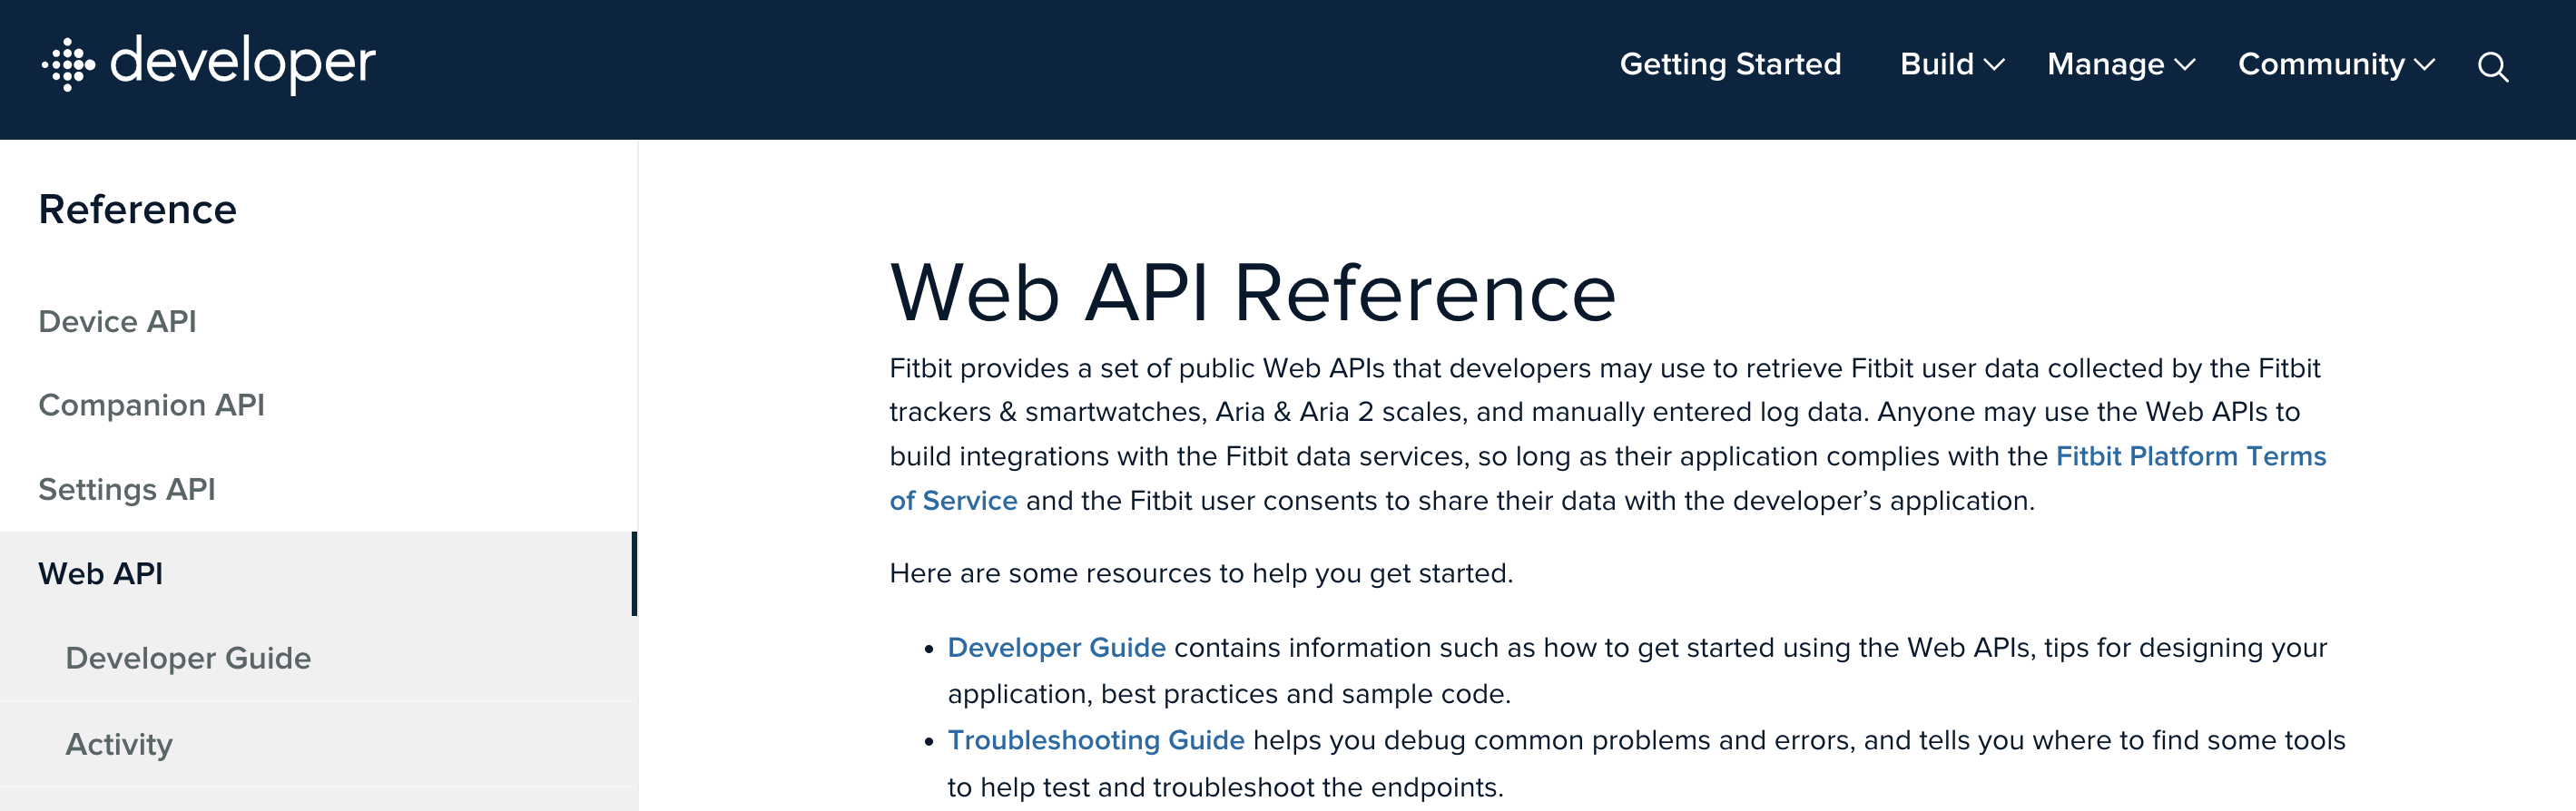 developer
Getting Started Build Manage Community
Reference
Device API
Companion API
Settings API
Web API
Developer Guide
Activity
Web API Reference
Fitbit provides a set of public Web APIs that developers may use to retrieve Fitbit user data collected by the Fitbit
trackers & smartwatches, Aria & Aria 2 scales, and manually entered log data. Anyone may use the Web APIs to
build integrations with the Fitbit data services, so long as their application complies with the Fitbit Platform Terms
of Service and the Fitbit user consents to share their data with the developer’s application.
Here are some resources to help you get started.
• Developer Guide contains information such as how to get started using the Web APIs, tips for designing your
application, best practices and sample code.
• Troubleshooting Guide helps you debug common problems and errors, and tells you where to find some tools
to help test and troubleshoot the endpoints.